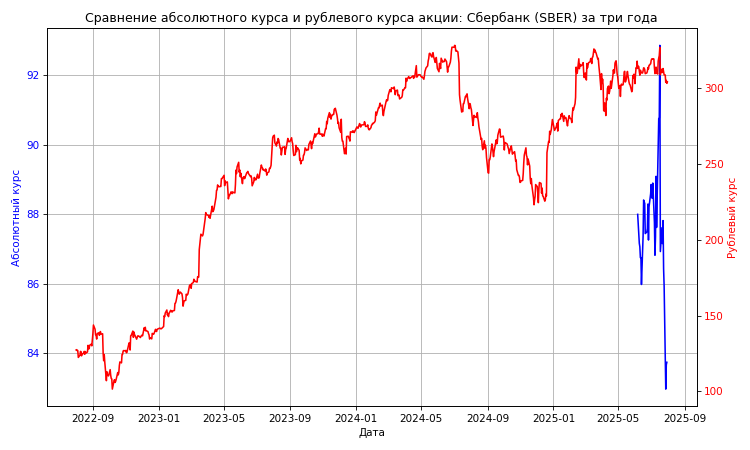 Сравнение абсолютного курса и рублевого курса акции: Сбербанк (SBER) за три года
Абсолютный курс
92
90
88
86
84
Рублевый курс
300
250
200
150
100
2022-09 2023-01 2023-05 2023-09 2024-01 2024-05 2024-09 2025-01 2025-05 2025-09
Дата